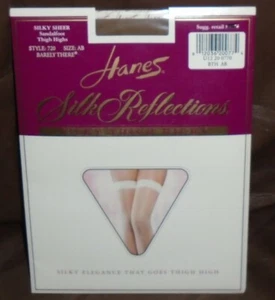 SILKY SHEER
Sandalfoot
Thigh Highs
STYLE: 720 SIZE: AB
BARELY THERE®
Hanes
Silk Reflections
SILKY ELEGANCE THAT GOES THIGH HIGH